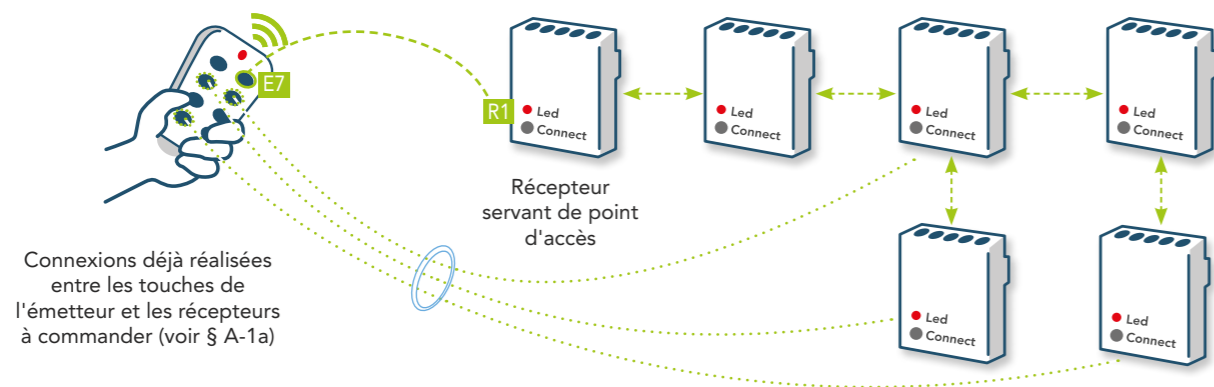 E7
R1
Led
Connect
Led
Connect
Led
Connect
Led
Connect
Récepteur
servant de point
d'accès
Connexions déjà réalisées
entre les touches de
l'émetteur et les récepteurs
à commander (voir § A-1a)
Led
Connect
Led
Connect